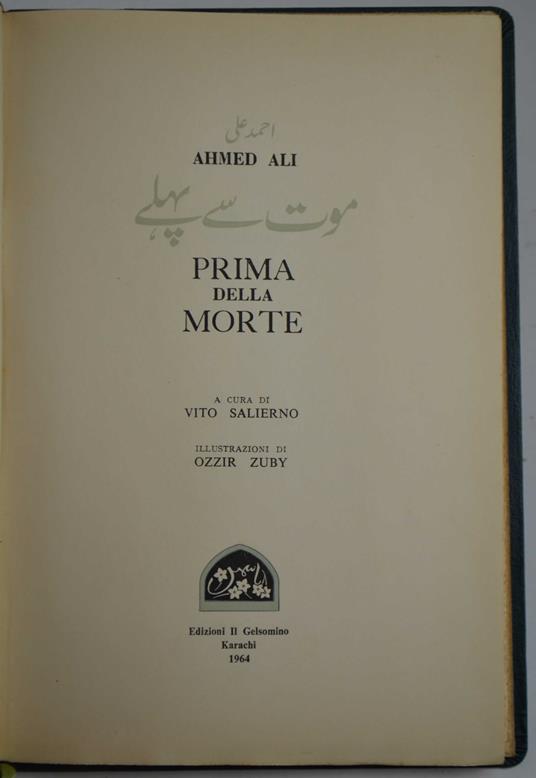 احمد علی
AHMED ALI
موت سے پہلے
PRIMA
DELLA
MORTE
A CURA DI
VITO SALIERNO
ILLUSTRAZIONI DI
OZZIR ZUBY
Edizioni Il Gelsomino
Karachi
1964